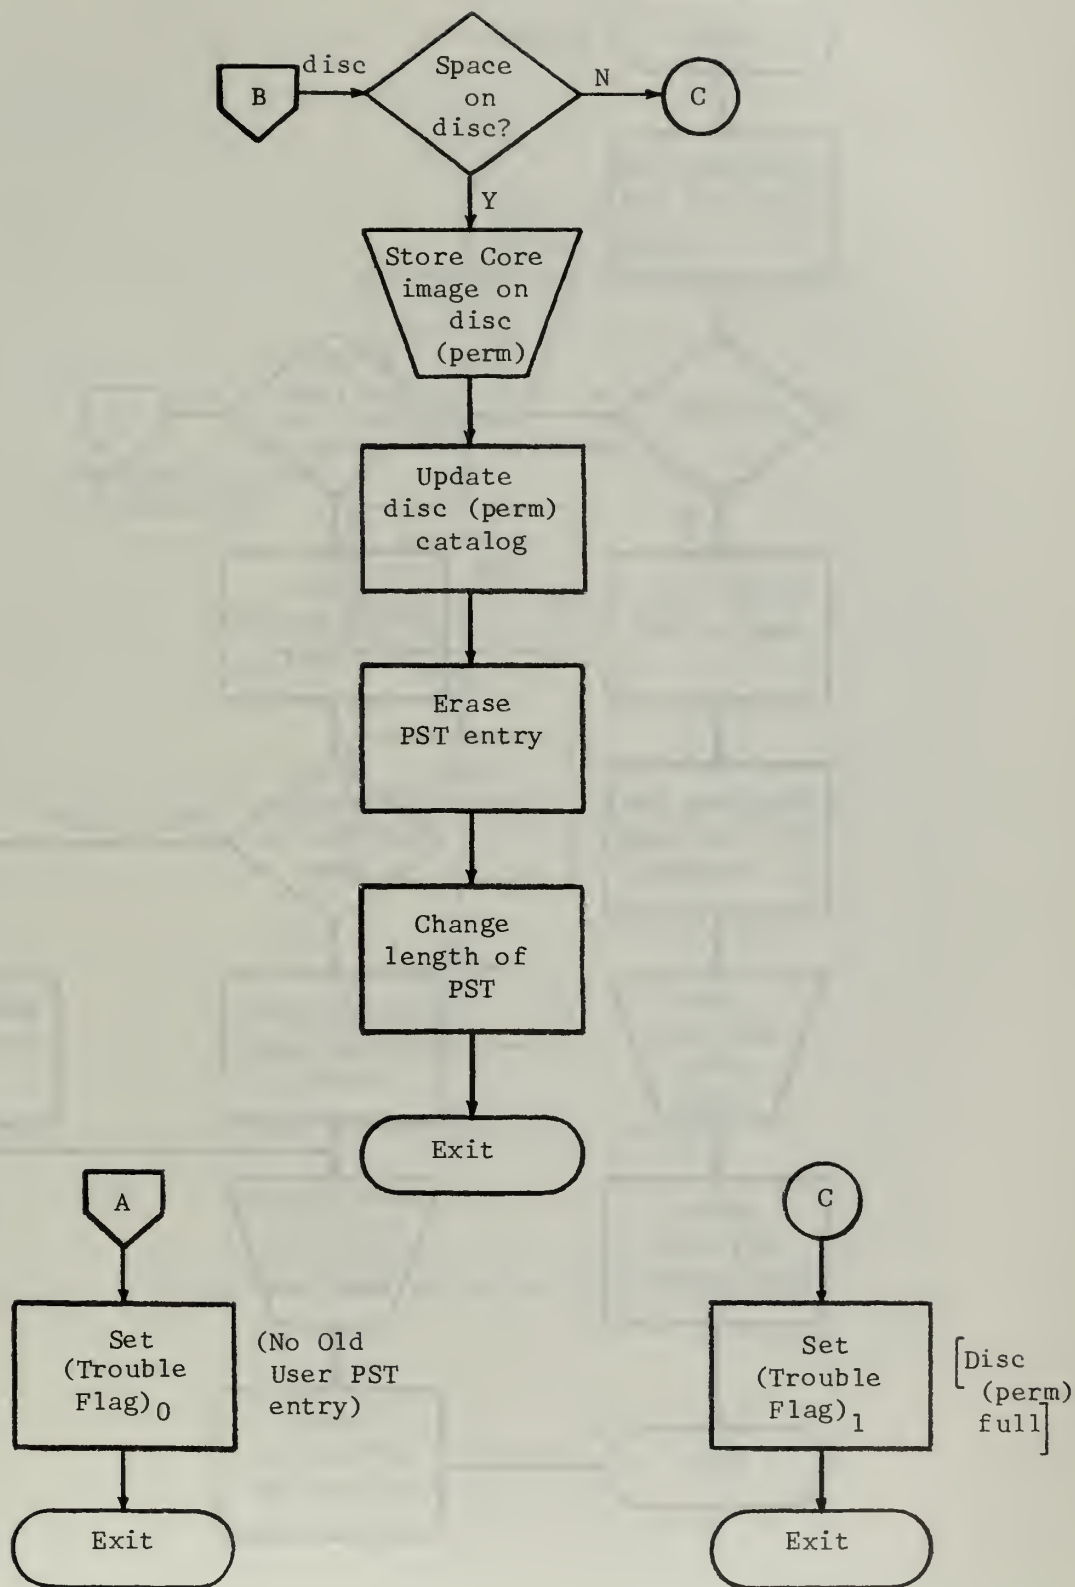 B
disc
Space
on
disc?
N
C
Y
Store Core
image on
disc
(perm)
Update
disc (perm)
catalog
Erase
PST entry
Change
length of
PST
Exit
A
Set
(Trouble
Flag)0
(No Old
User PST
entry)
Exit
C
Set
(Trouble
Flag)1
[Disc
(perm)
full]
Exit